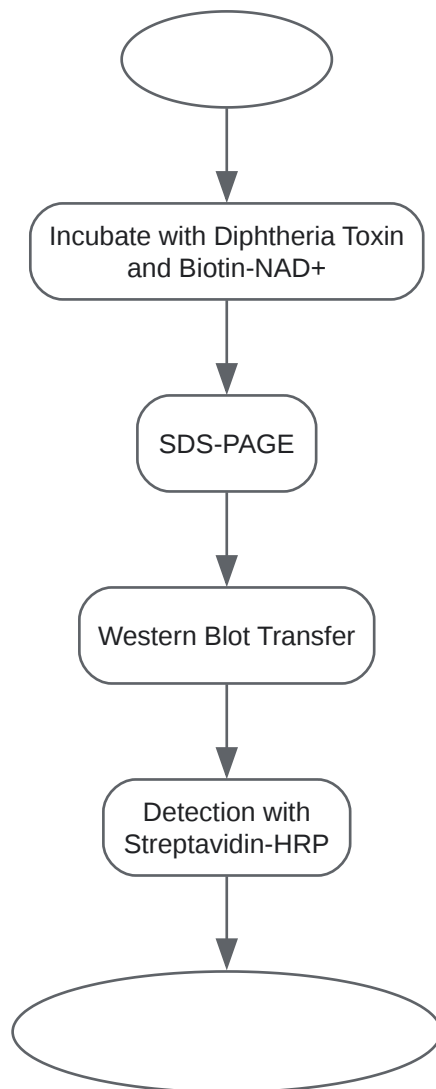 Incubate with Diphtheria Toxin
and Biotin-NAD+
SDS-PAGE
Western Blot Transfer
Detection with
Streptavidin-HRP